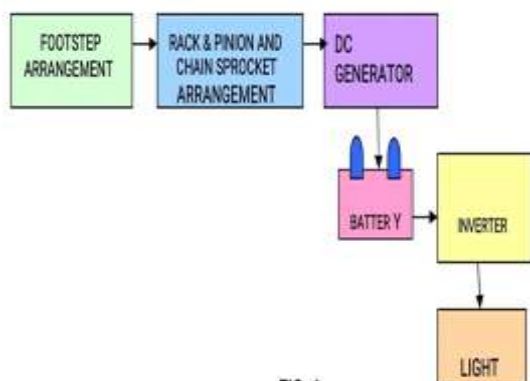 FOOTSTEP
ARRANGEMENT
RACK & PINION AND
CHAIN SPROCKET
ARRANGEMENT
DC
GENERATOR
BATTER Y
INVERTER
LIGHT